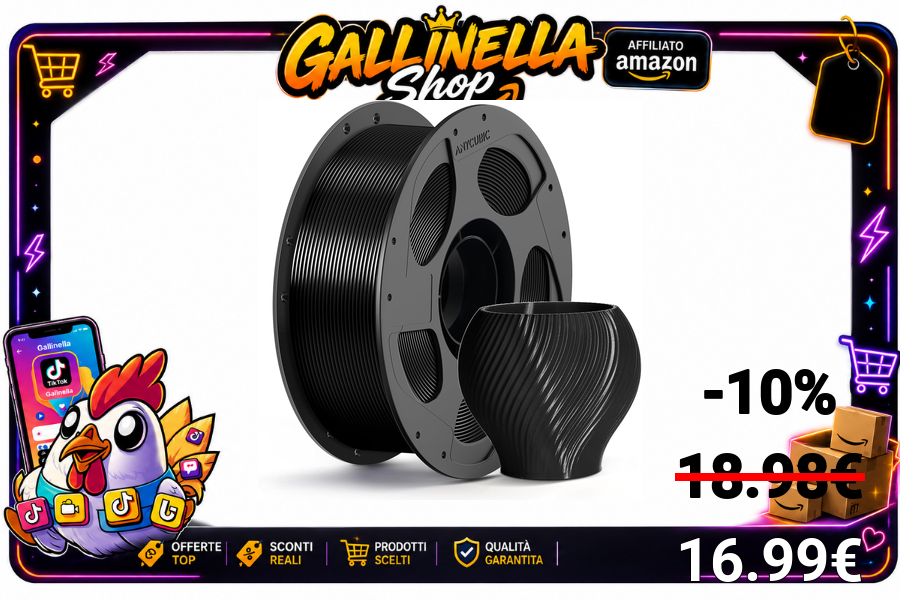 GALLINELLA
Shop
AFFILIATO
amazon
ANYCUBIC
Gallinella
TikTok
Gallinella
-10%
18.98€
16.99€
OFFERTE
TOP
SCONTI
REALI
PRODOTTI
SCELTI
QUALITÀ
GARANTITA